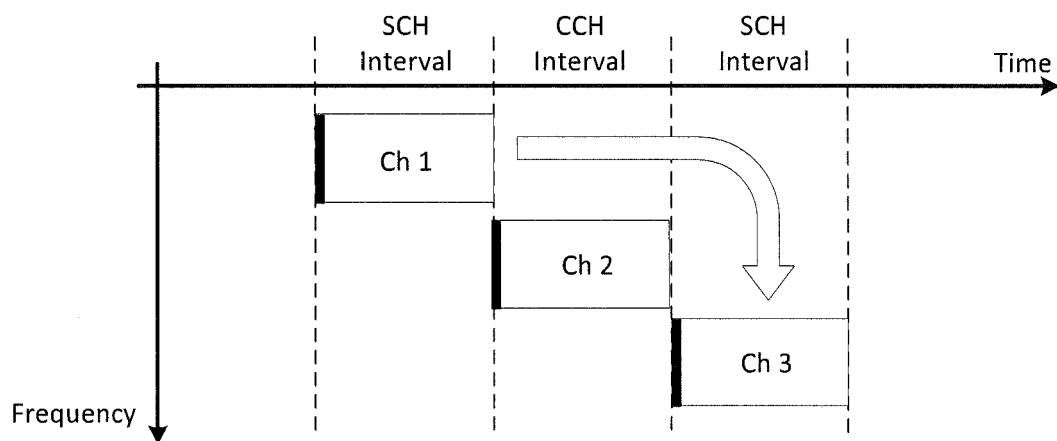 SCH
Interval
CCH
Interval
SCH
Interval
Time
Ch 1
Ch 2
Ch 3
Frequency